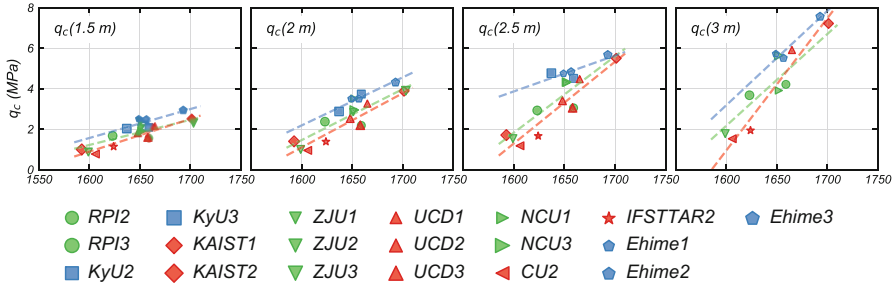 q_c(1.5 m) q_c(2 m) q_c(2.5 m) q_c(3 m)
8
6
4
2
0
q_c (MPa)
1550 1600 1650 1700 1750 1600 1650 1700 1750 1600 1650 1700 1750 1600 1650 1700 1750
RPI2 KyU3 ZJU1 UCD1 NCU1 IFSTTAR2 Ehime3
RPI3 KAIST1 ZJU2 UCD2 NCU3 Ehime1
KyU2 KAIST2 ZJU3 UCD3 CU2 Ehime2